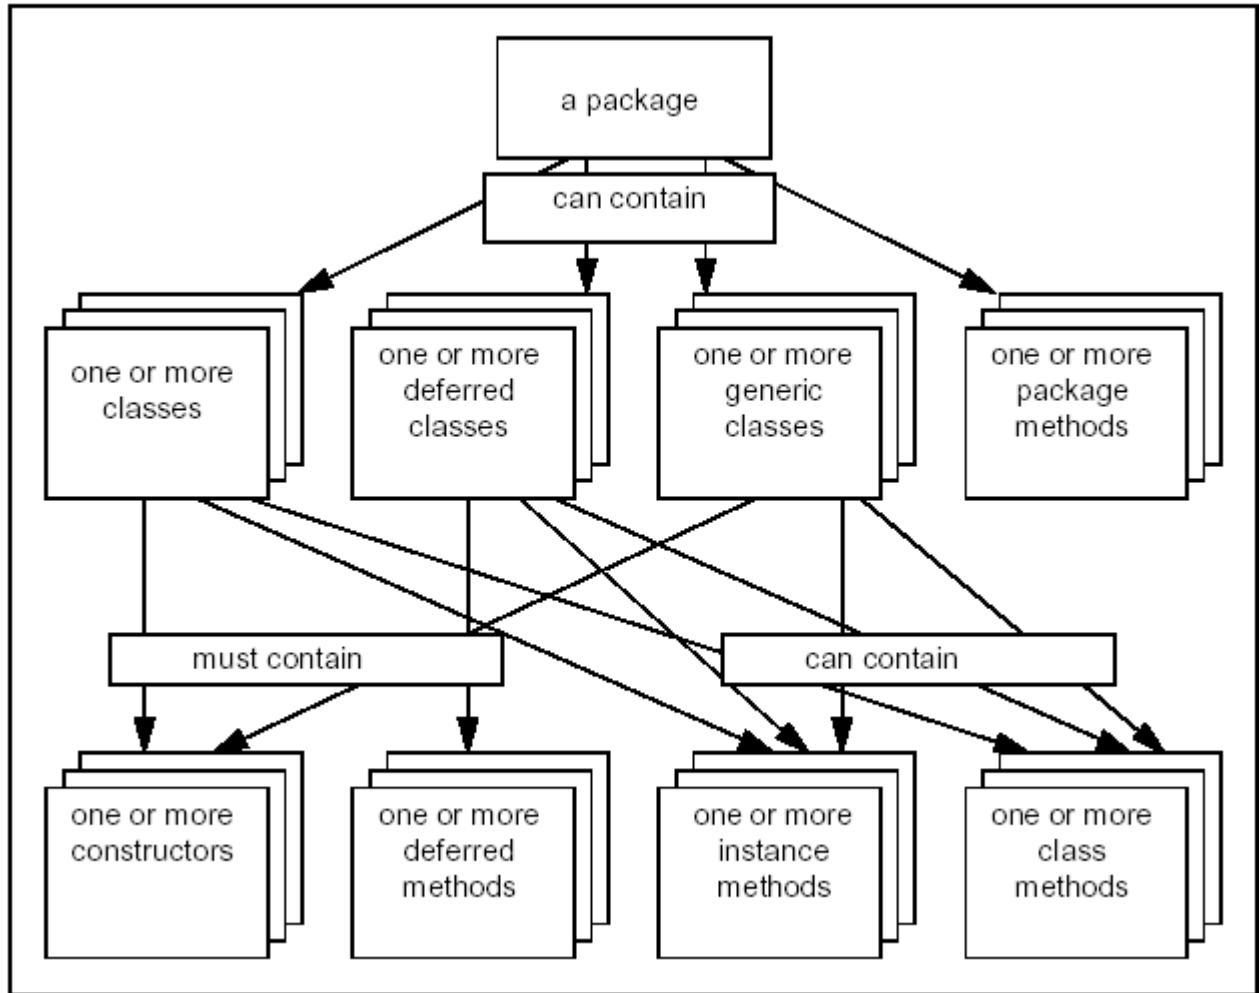 a package
can contain
one or more
classes
one or more
deferred
classes
one or more
generic
classes
one or more
package
methods
must contain
can contain
one or more
constructors
one or more
deferred
methods
one or more
instance
methods
one or more
class
methods